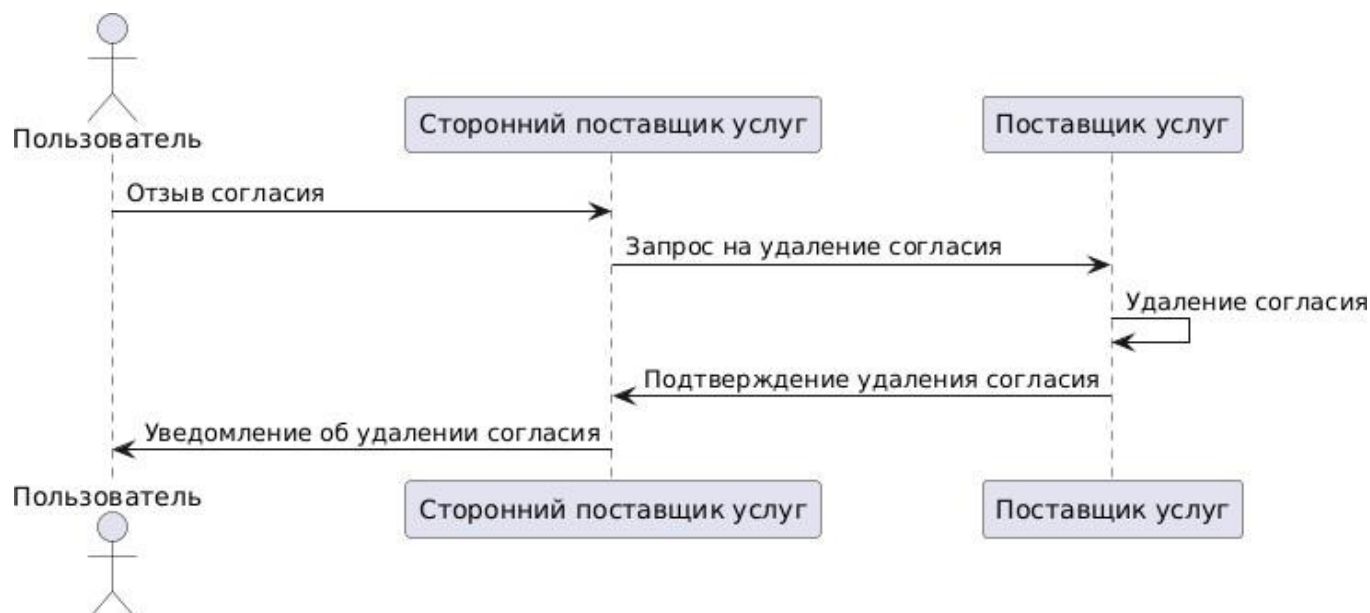 Пользователь
Сторонний поставщик услуг
Поставщик услуг
Отзыв согласия
Запрос на удаление согласия
Удаление согласия
Подтверждение удаления согласия
Уведомление об удалении согласия
Пользователь
Сторонний поставщик услуг
Поставщик услуг